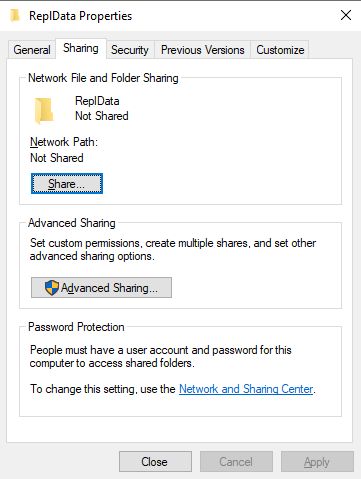 ReplData Properties
General
Sharing
Security
Previous Versions
Customize
Network File and Folder Sharing
ReplData
Not Shared
Network Path:
Not Shared
Share...
Advanced Sharing
Set custom permissions, create multiple shares, and set other
advanced sharing options.
Advanced Sharing...
Password Protection
People must have a user account and password for this
computer to access shared folders.
To change this setting, use the Network and Sharing Center.
Close
Cancel
Apply